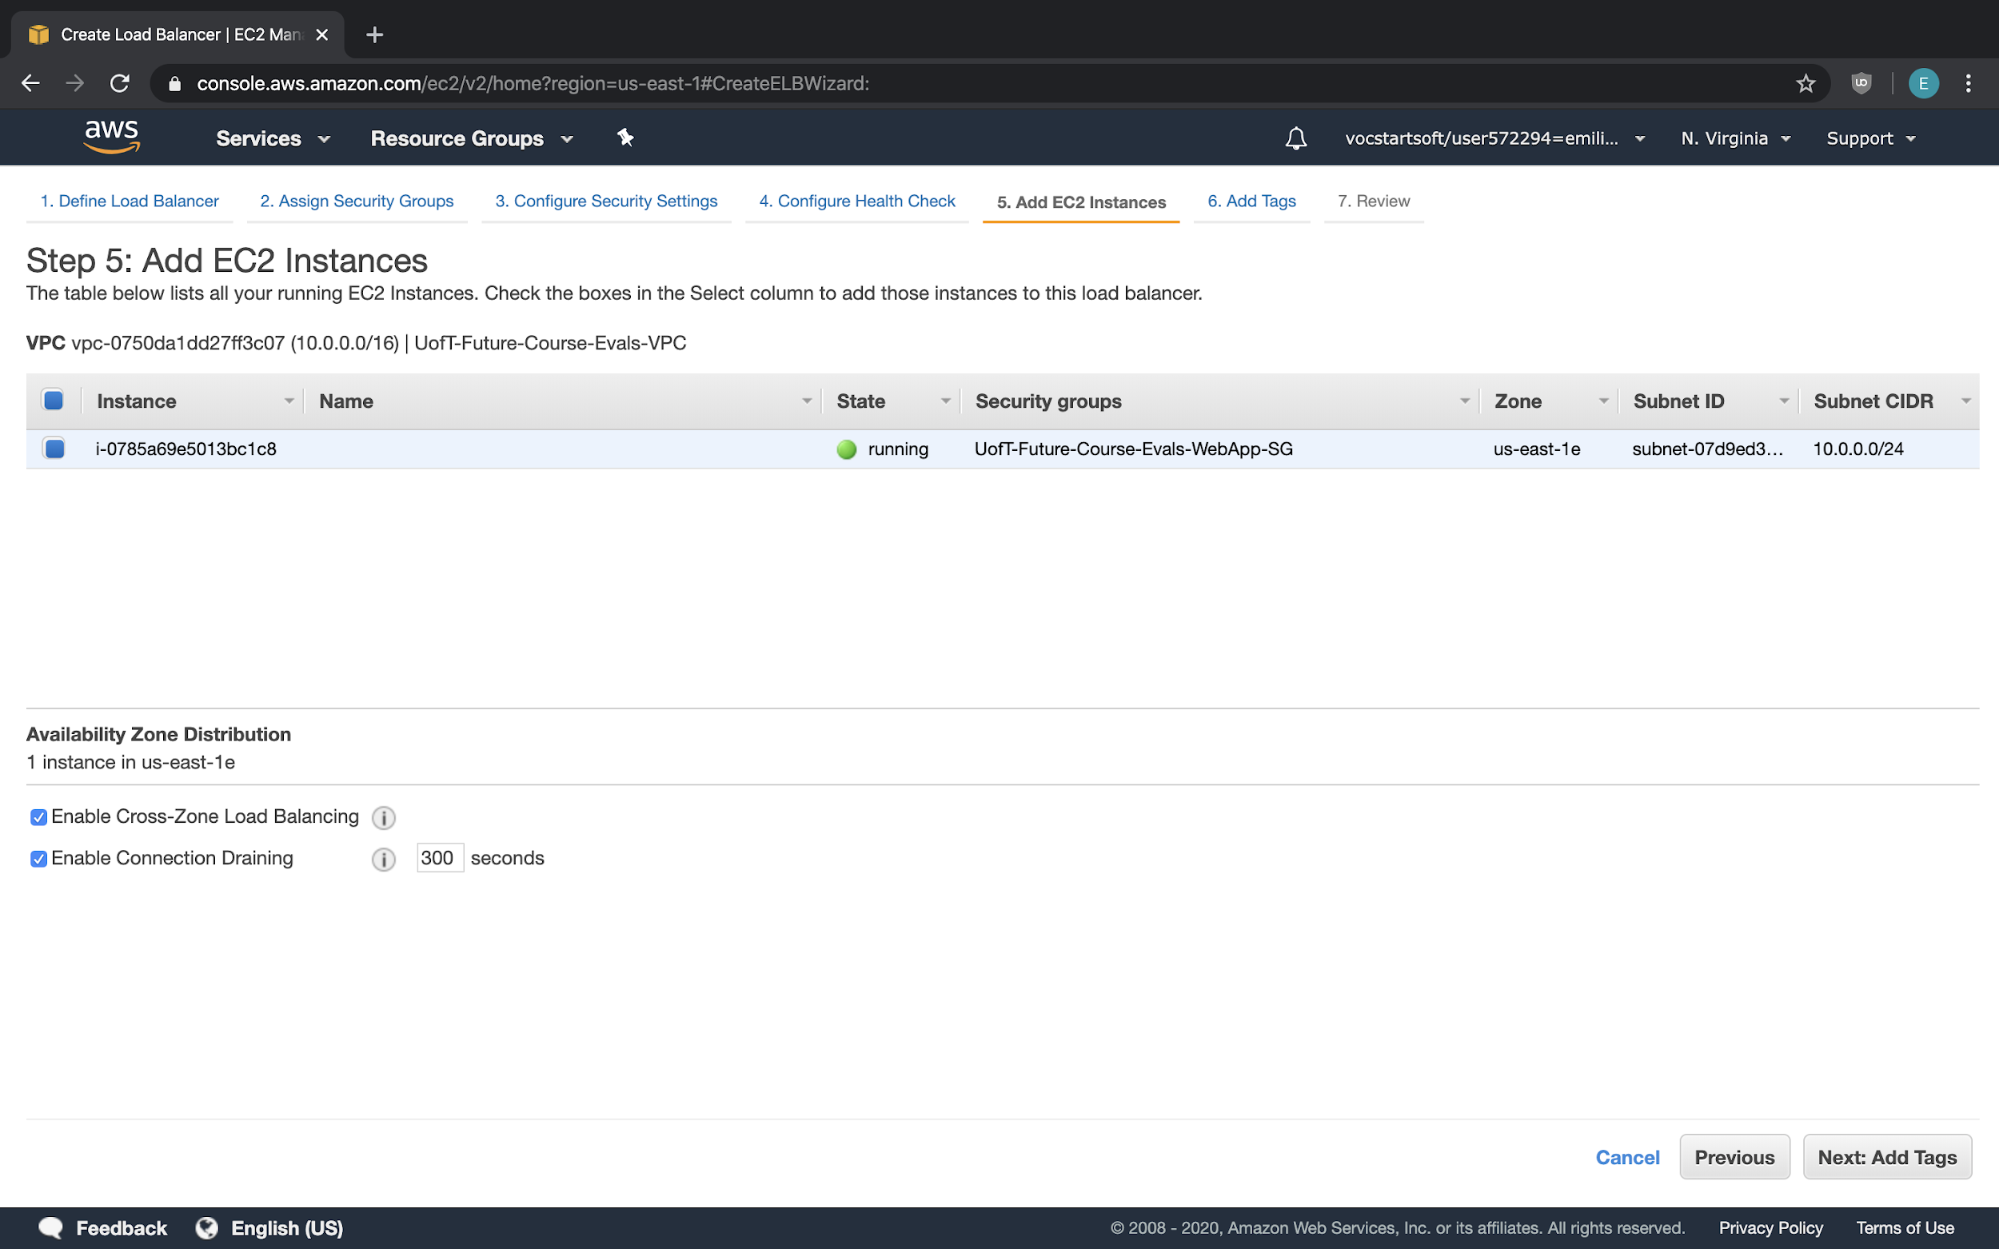 Create Load Balancer | EC2 Man
console.aws.amazon.com/ec2/v2/home?region=us-east-1#CreateELBWizard:
E
aws Services Resource Groups vocstartsoft/user572294=emili... N. Virginia Support
1. Define Load Balancer 2. Assign Security Groups 3. Configure Security Settings 4. Configure Health Check 5. Add EC2 Instances 6. Add Tags 7. Review
Step 5: Add EC2 Instances
The table below lists all your running EC2 Instances. Check the boxes in the Select column to add those instances to this load balancer.
VPC vpc-0750da1dd27ff3c07 (10.0.0.0/16) | UofT-Future-Course-Evals-VPC
Instance Name State Security groups Zone Subnet ID Subnet CIDR
i-0785a69e5013bc1c8 running UofT-Future-Course-Evals-WebApp-SG us-east-1e subnet-07d9ed3... 10.0.0.0/24
Availability Zone Distribution
1 instance in us-east-1e
Enable Cross-Zone Load Balancing i
Enable Connection Draining i 300 seconds
Cancel Previous Next: Add Tags
Feedback English (US) © 2008 - 2020, Amazon Web Services, Inc. or its affiliates. All rights reserved. Privacy Policy Terms of Use